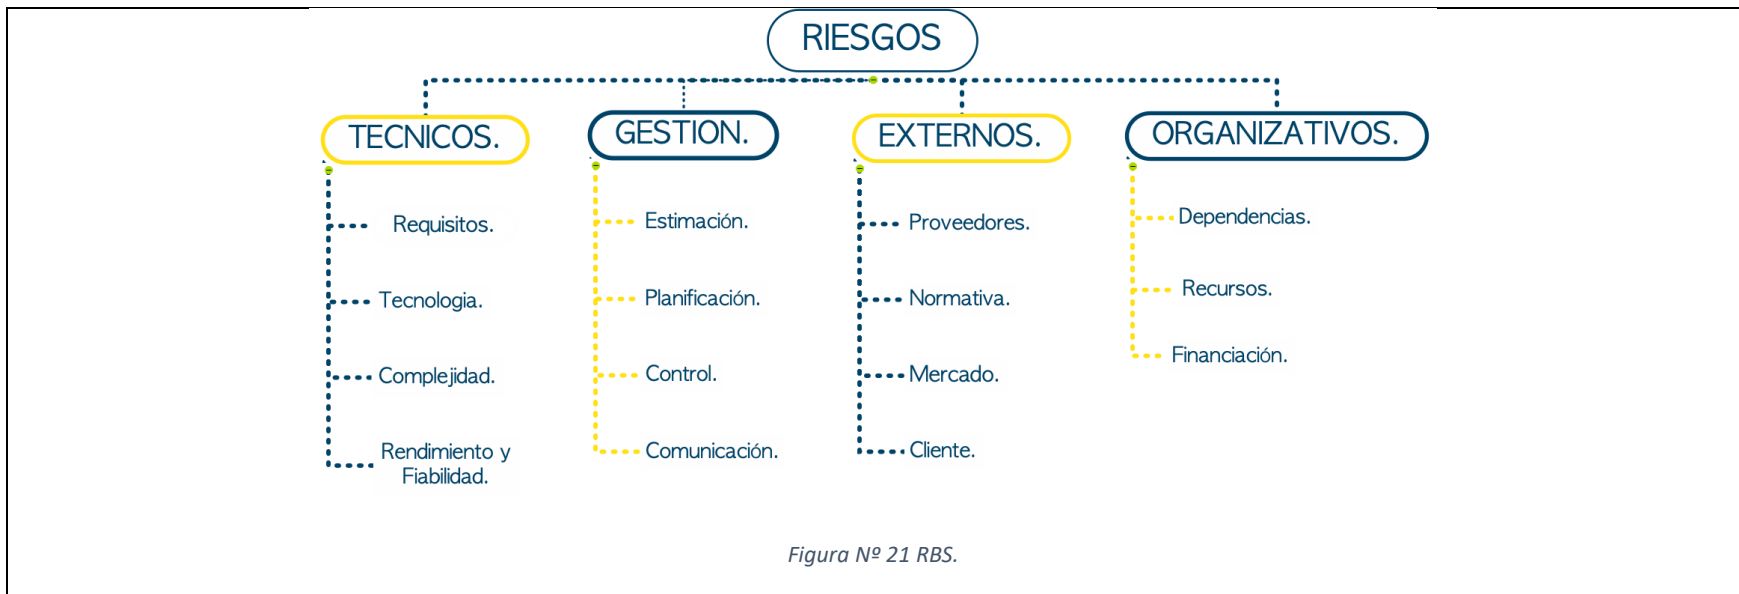 RIESGOS
TECNICOS.
Requisitos.
Tecnologia.
Complejidad.
Rendimiento y
Fiabilidad.
GESTION.
Estimación.
Planificación.
Control.
Comunicación.
EXTERNOS.
Proveedores.
Normativa.
Mercado.
Cliente.
ORGANIZATIVOS.
Dependencias.
Recursos.
Financiación.
Figura Nº 21 RBS.